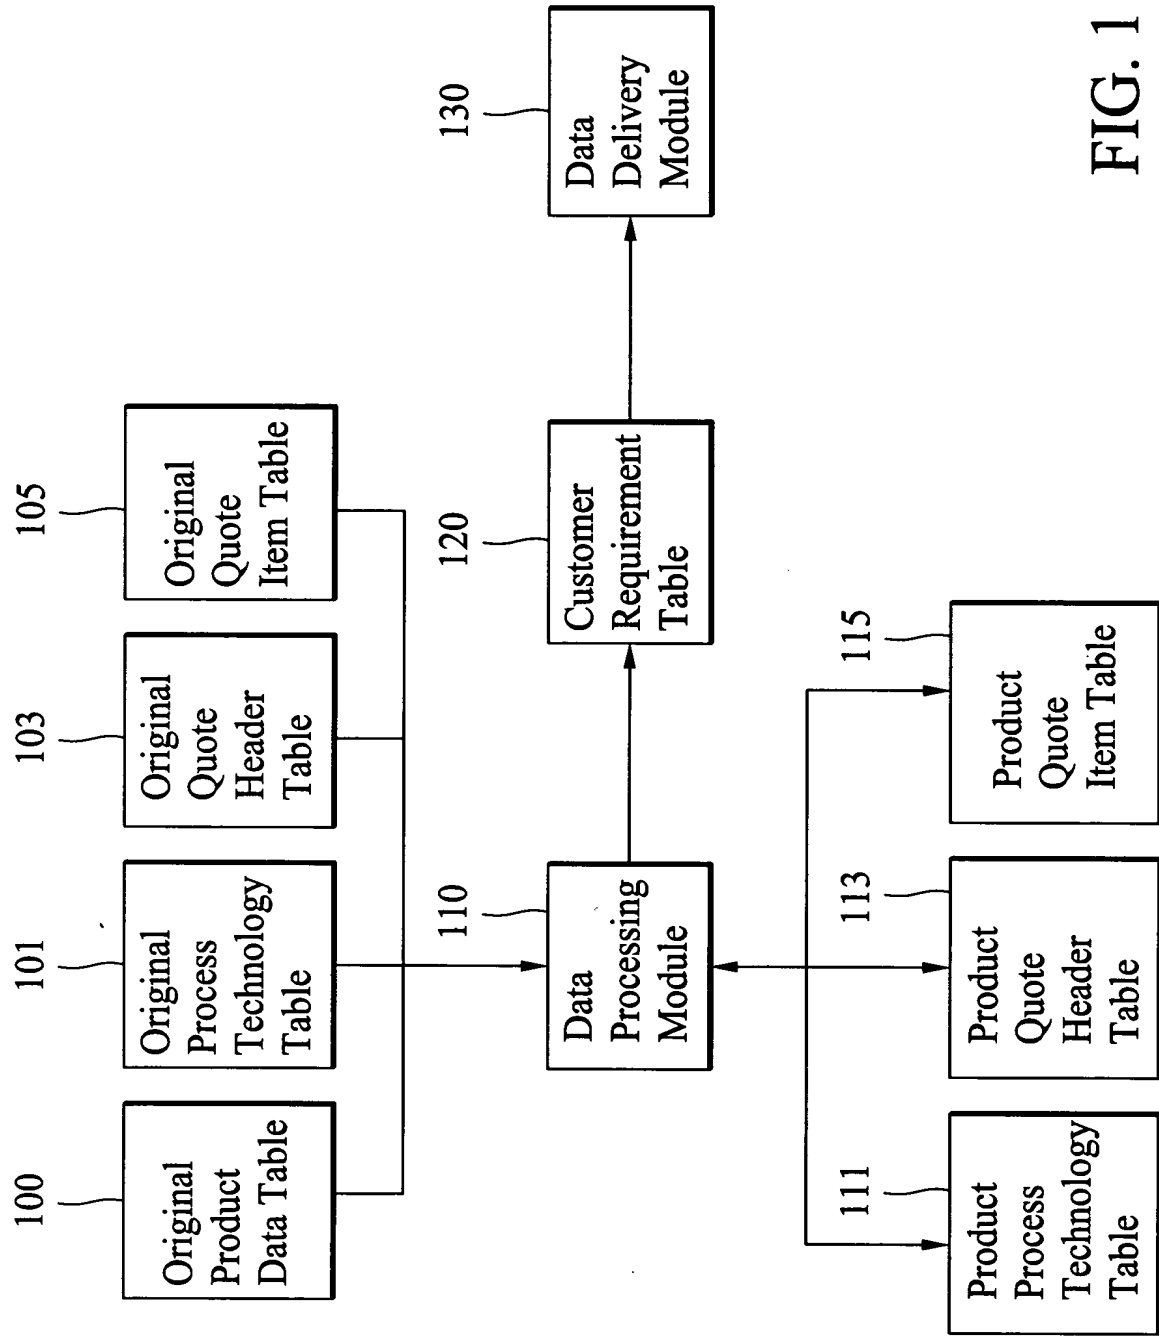 100
Original
Product
Data Table
101
Original
Process
Technology
Table
103
Original
Quote
Header
Table
105
Original
Quote
Item Table
110
Data
Processing
Module
120
Customer
Requirement
Table
130
Data
Delivery
Module
111
Product
Process
Technology
Table
113
Product
Quote
Header
Table
115
Product
Quote
Item Table
FIG. 1